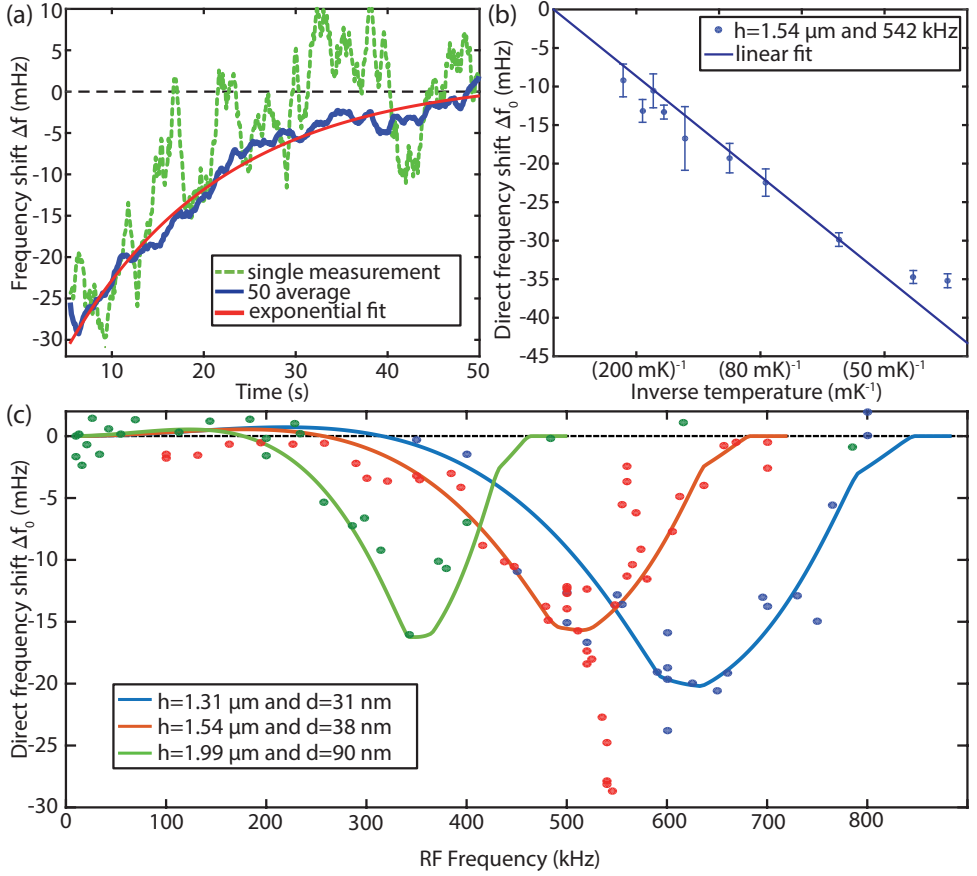 (a)
Frequency shift Δf (mHz)
10
5
0
-5
-10
-15
-20
-25
-30
single measurement
50 average
exponential fit
10
20
30
40
50
Time (s)
(b)
Direct frequency shift Δf₀ (mHz)
0
-5
-10
-15
-20
-25
-30
-35
-40
-45
h=1.54 μm and 542 kHz
linear fit
(200 mK)⁻¹
(80 mK)⁻¹
(50 mK)⁻¹
Inverse temperature (mK⁻¹)
(c)
Direct frequency shift Δf₀ (mHz)
0
-5
-10
-15
-20
-25
-30
h=1.31 μm and d=31 nm
h=1.54 μm and d=38 nm
h=1.99 μm and d=90 nm
0
100
200
300
400
500
600
700
800
RF Frequency (kHz)